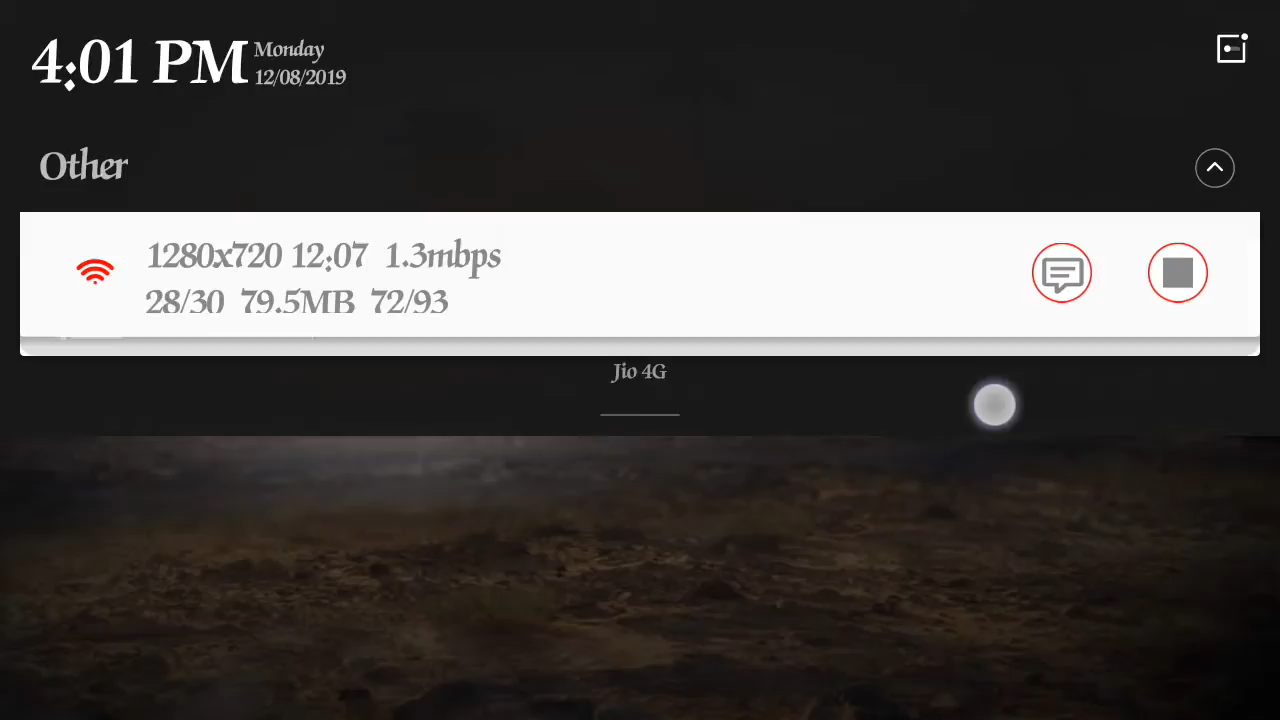 4:01 PM
Monday
12/08/2019
Other
1280x720 12:07 1.3mbps
28/30 79.5MB 72/93
Jio 4G